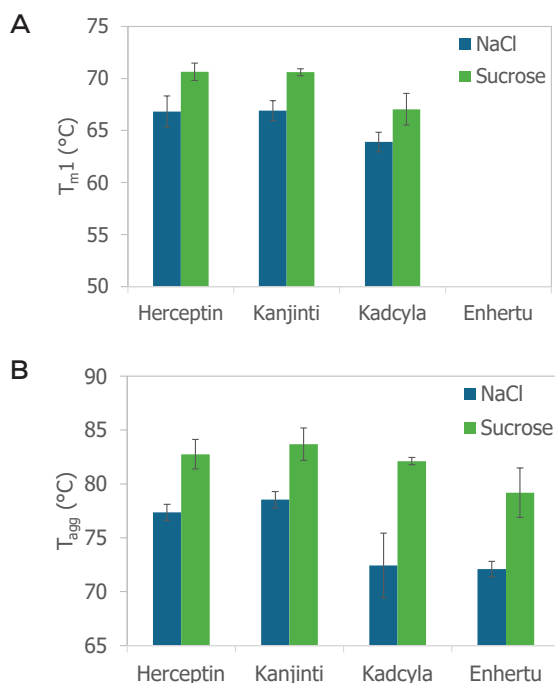 A
75
70
65
60
55
50
Tm1 (°C)
NaCl
Sucrose
Herceptin Kanjinti Kadcyla Enhertu
B
90
85
80
75
70
65
Tagg (°C)
NaCl
Sucrose
Herceptin Kanjinti Kadcyla Enhertu